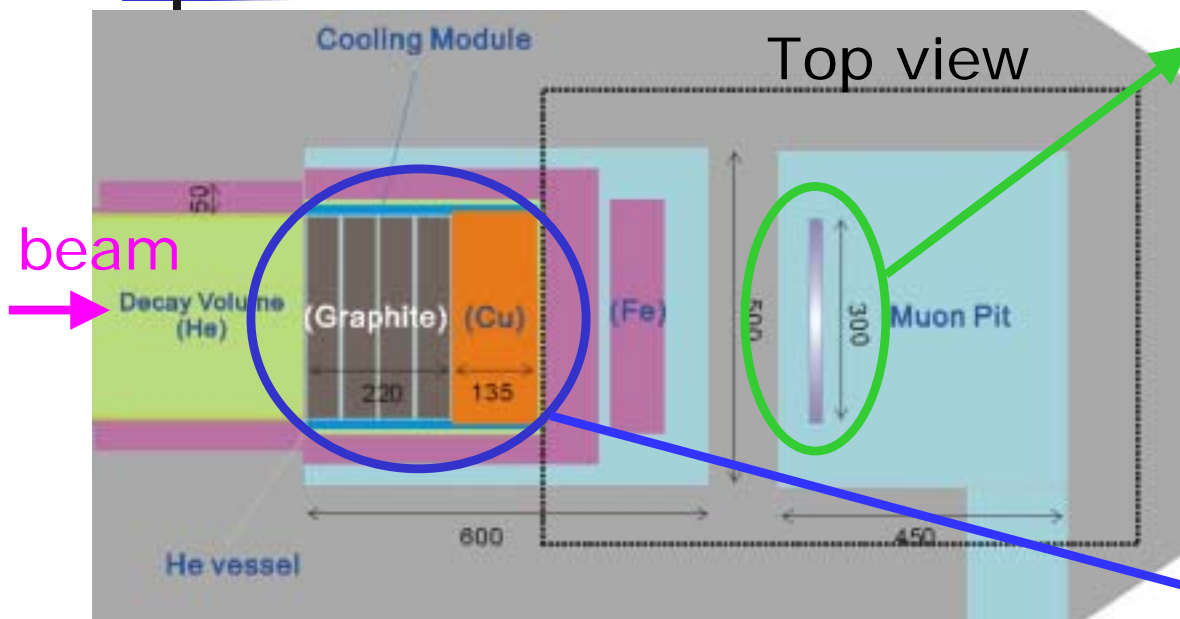 Cooling Module
Top view
50
beam
Decay Volume
(He)
(Graphite)
(Cu)
(Fe)
500
300
Muon Pit
220
135
600
450
He vessel